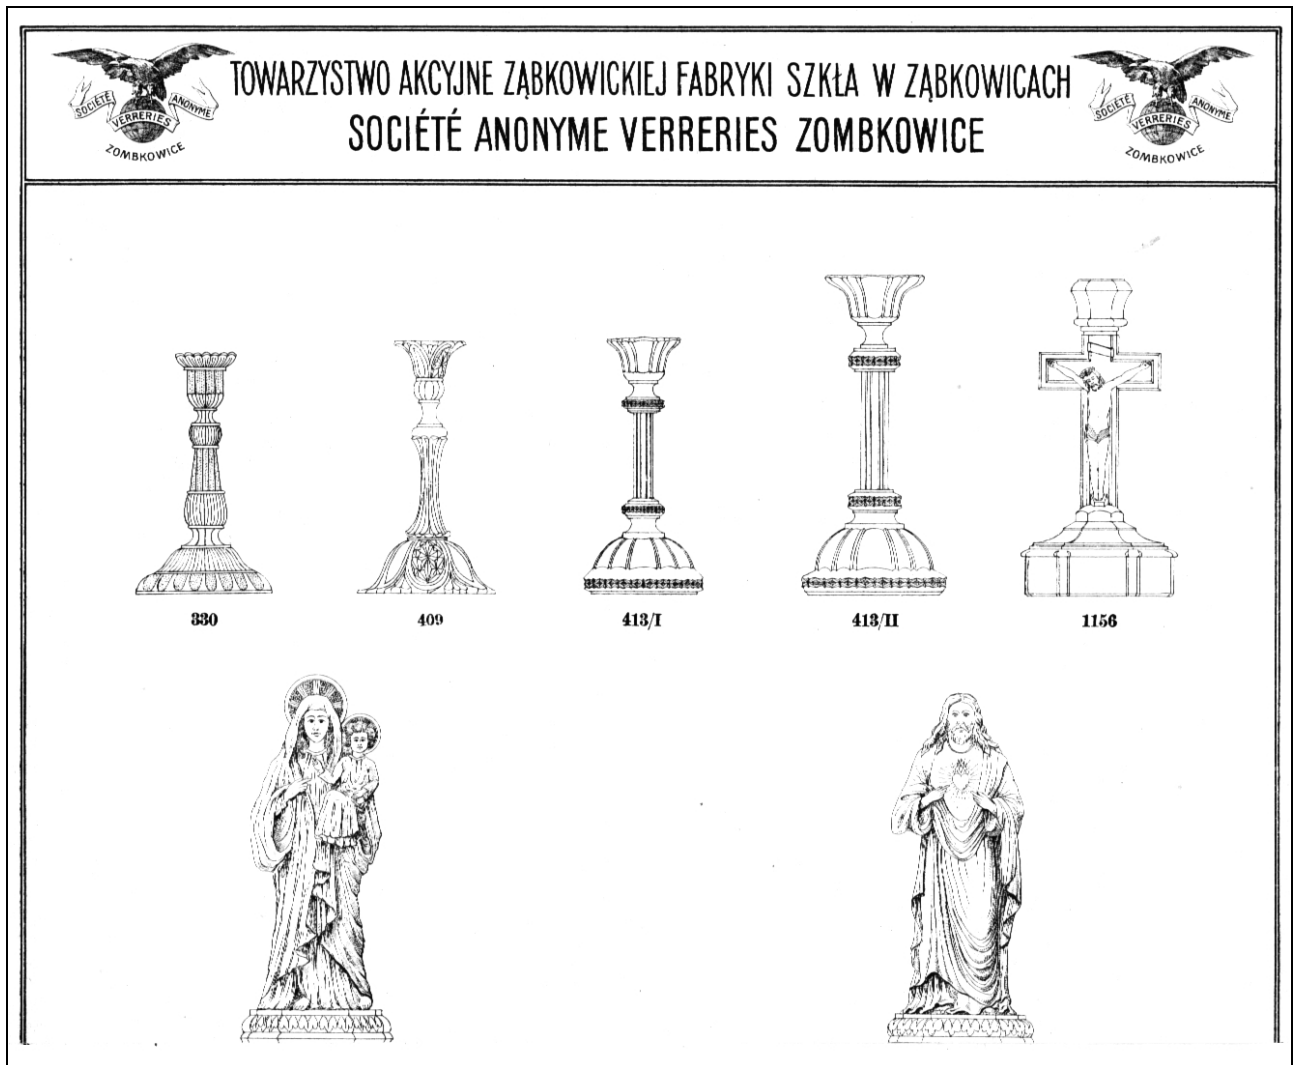 TOWARZYSTWO AKCYJNE ZĄBKOWICKIEJ FABRYKI SZKŁA W ZĄBKOWICACH
SOCIÉTÉ ANONYME VERRERIES ZOMBKOWICE
SOCIÉTÉ ANONYME
VERRERIES
ZOMBKOWICE
SOCIÉTÉ ANONYME
VERRERIES
ZOMBKOWICE
330 409 413/I 413/II 1156